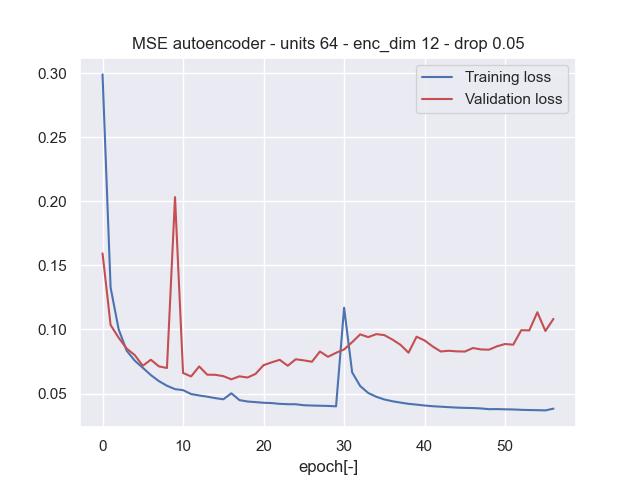 MSE autoencoder - units 64 - enc_dim 12 - drop 0.05
Training loss
Validation loss
0.30
0.25
0.20
0.15
0.10
0.05
0 10 20 30 40 50
epoch[-]